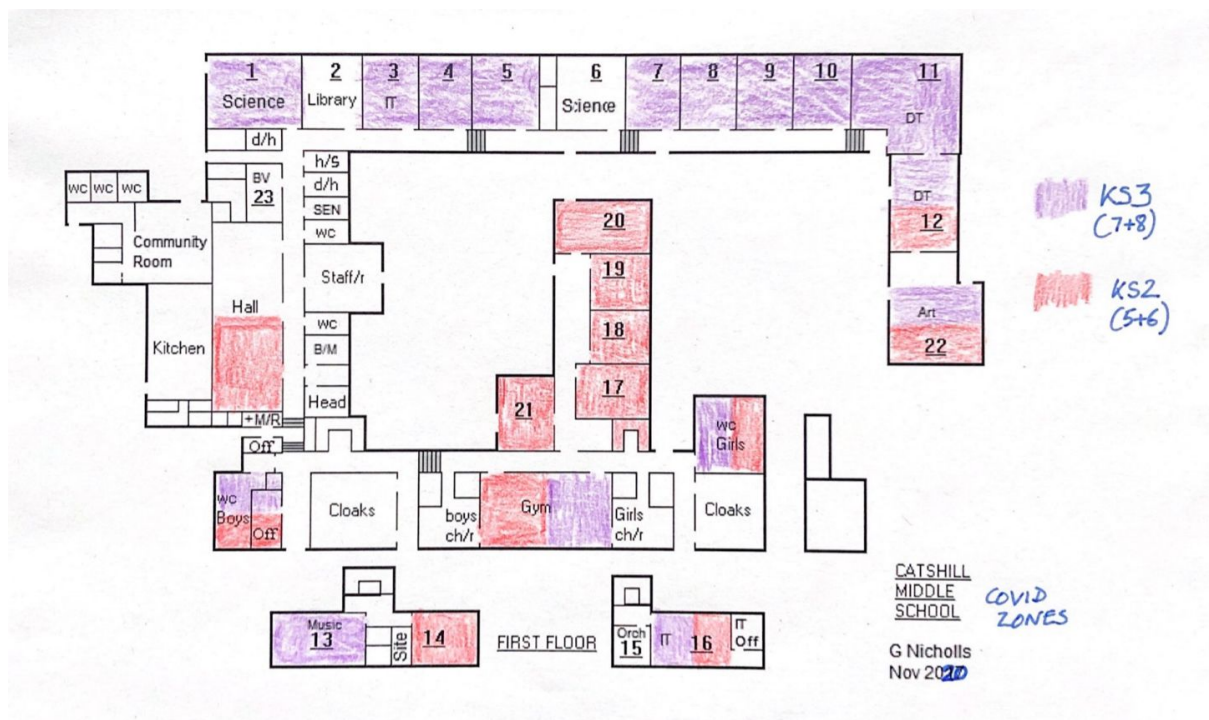 1 2 3 4 5 6 7 8 9 10 11
Science Library IT Science DT
d/h
h/s
BV
23
d/h
wc wc wc
SEN
wc
DT
12
KS3
(7+8)
20
Community
Room
Staff/r
19
KS2
(5+6)
Hall
Art
22
wc
18
Kitchen
B/M
17
Head
21
+M/R
Off
wc
Girls
wc
Boys
Off
Cloaks
boys
ch/r
Gym
Girls
ch/r
Cloaks
CATSHILL
MIDDLE
SCHOOL
COVID
ZONES
Music
13
Site
14
FIRST FLOOR
Orch
15
IT
16
IT
Off
G Nicholls
Nov 2020